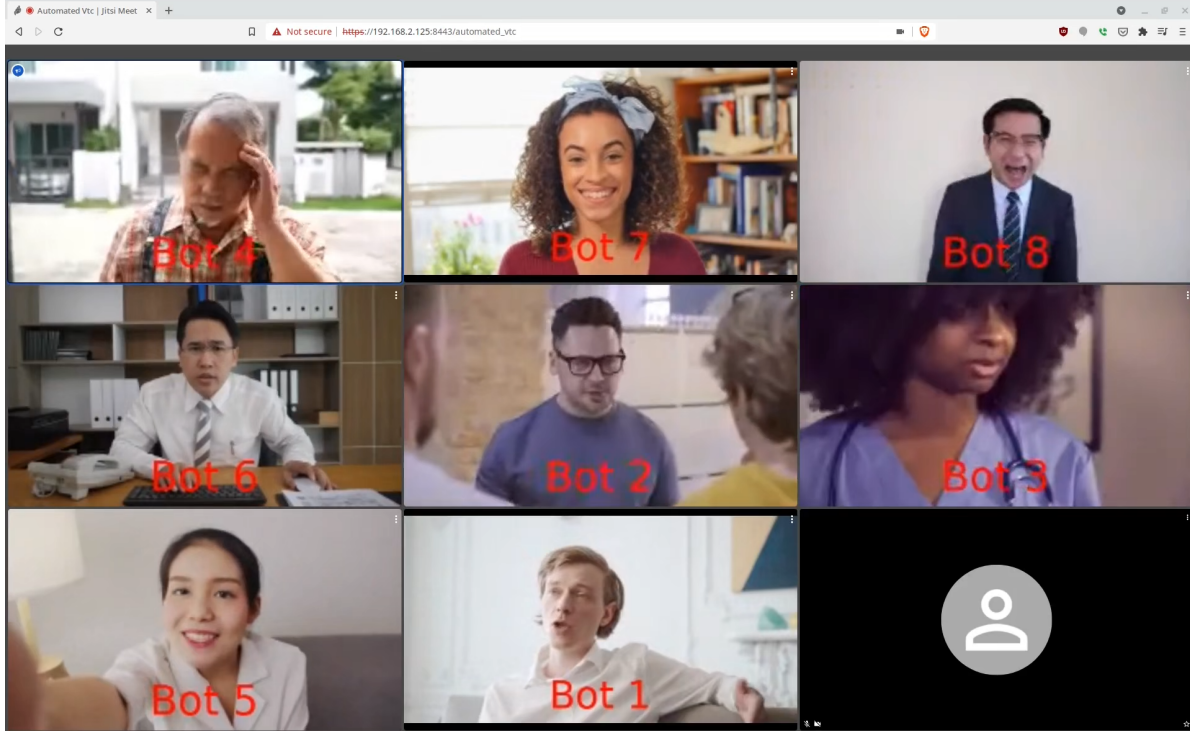 Automated Vtc | Jitsi Meet
Not secure | https://192.168.2.125:8443/automated_vtc
Bot 4
Bot 7
Bot 8
Bot 6
Bot 2
Bot 3
Bot 5
Bot 1